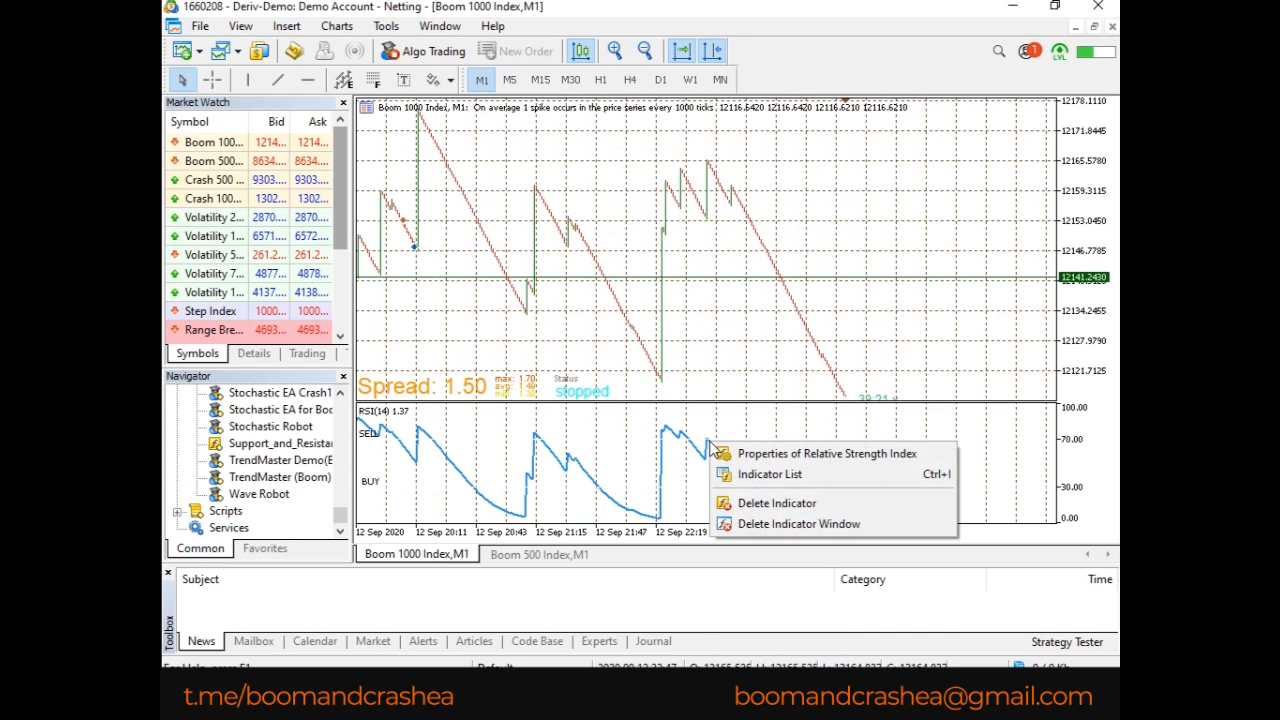 1660208 - Deriv-Demo: Demo Account - Netting - [Boom 1000 Index,M1]
File View Insert Charts Tools Window Help
Algo Trading New Order
LVL
M1 M5 M15 M30 H1 H4 D1 W1 MN
Market Watch
Symbol Bid Ask
Boom 100... 1214... 1214...
Boom 500... 8634... 8634...
Crash 500 ... 9303.... 9303....
Crash 100... 1302... 1302...
Volatility 2... 2870.... 2870....
Volatility 1... 6571.... 6572....
Volatility 5... 261.2... 261.2...
Volatility 7... 4877... 4878...
Volatility 1... 4137.... 4138....
Step Index 1000... 1000...
Range Bre... 4693... 4693...
Symbols Details Trading
Navigator
Stochastic EA Crash1
Stochastic EA for Boo
Stochastic Robot
Support_and_Resista
TrendMaster Demo(E
TrendMaster (Boom)
Wave Robot
Scripts
Services
Common Favorites
Boom 1000 Index, M1: On average 1 spike occurs in the price series every 1000 ticks 12116.6420 12116.6420 12116.6210 12116.6210
12178.1110
12171.8445
12165.5780
12159.3115
12153.0450
12146.7785
12141.2430
12134.2455
12127.9790
12121.7125
Spread: 1.50
max: 1.70
Status
stopped
RSI(14) 1.37
SELL
BUY
100.00
70.00
30.00
0.00
Properties of Relative Strength Index
Indicator List Ctrl+I
Delete Indicator
Delete Indicator Window
12 Sep 2020 12 Sep 20:11 12 Sep 20:43 12 Sep 21:15 12 Sep 21:47 12 Sep 22:19
Boom 1000 Index,M1 Boom 500 Index,M1
Toolbox
Subject Category Time
News Mailbox Calendar Market Alerts Articles Code Base Experts Journal Strategy Tester
t.me/boomandcrashea boomandcrashea@gmail.com